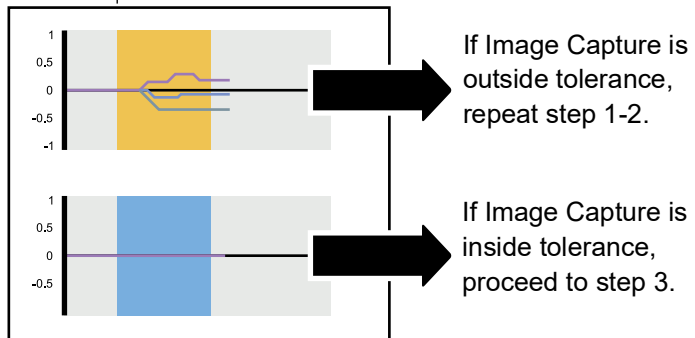 1
0.5
0
-0.5
-1
If Image Capture is
outside tolerance,
repeat step 1-2.
1
0.5
0
-0.5
If Image Capture is
inside tolerance,
proceed to step 3.